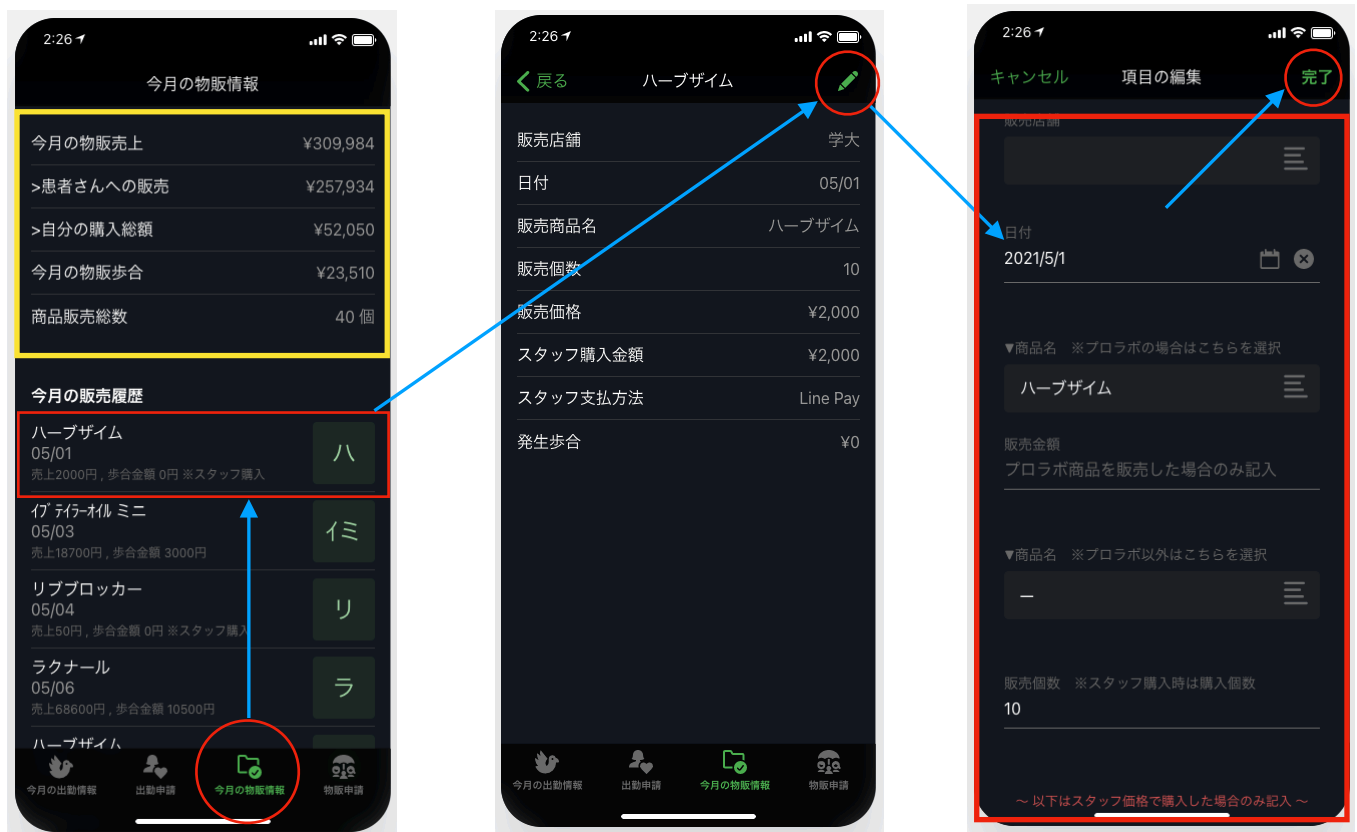 2:26
今月の物販情報
今月の物販売上 ¥309,984
>患者さんへの販売 ¥257,934
>自分の購入総額 ¥52,050
今月の物販歩合 ¥23,510
商品販売総数 40 個
今月の販売履歴
ハーブザイム
05/01
売上2000円 , 歩合金額 0円 ※スタッフ購入
ハ
イブ テイラーオイル ミニ
05/03
売上18700円 , 歩合金額 3000円
イミ
リブブロッカー
05/04
売上50円 , 歩合金額 0円 ※スタッフ購入
リ
ラクナール
05/06
売上68600円 , 歩合金額 10500円
ラ
ハーブザイム
今月の出勤情報 出勤申請 今月の物販情報 物販申請
2:26
戻る ハーブザイム
販売店舗 学大
日付 05/01
販売商品名 ハーブザイム
販売個数 10
販売価格 ¥2,000
スタッフ購入金額 ¥2,000
スタッフ支払方法 Line Pay
発生歩合 ¥0
今月の出勤情報 出勤申請 今月の物販情報 物販申請
2:26
キャンセル 項目の編集 完了
販売店舗
日付
2021/5/1
▼商品名 ※プロラボの場合はこちらを選択
ハーブザイム
販売金額
プロラボ商品を販売した場合のみ記入
▼商品名 ※プロラボ以外はこちらを選択
—
販売個数 ※スタッフ購入時は購入個数
10
〜 以下はスタッフ価格で購入した場合のみ記入 〜